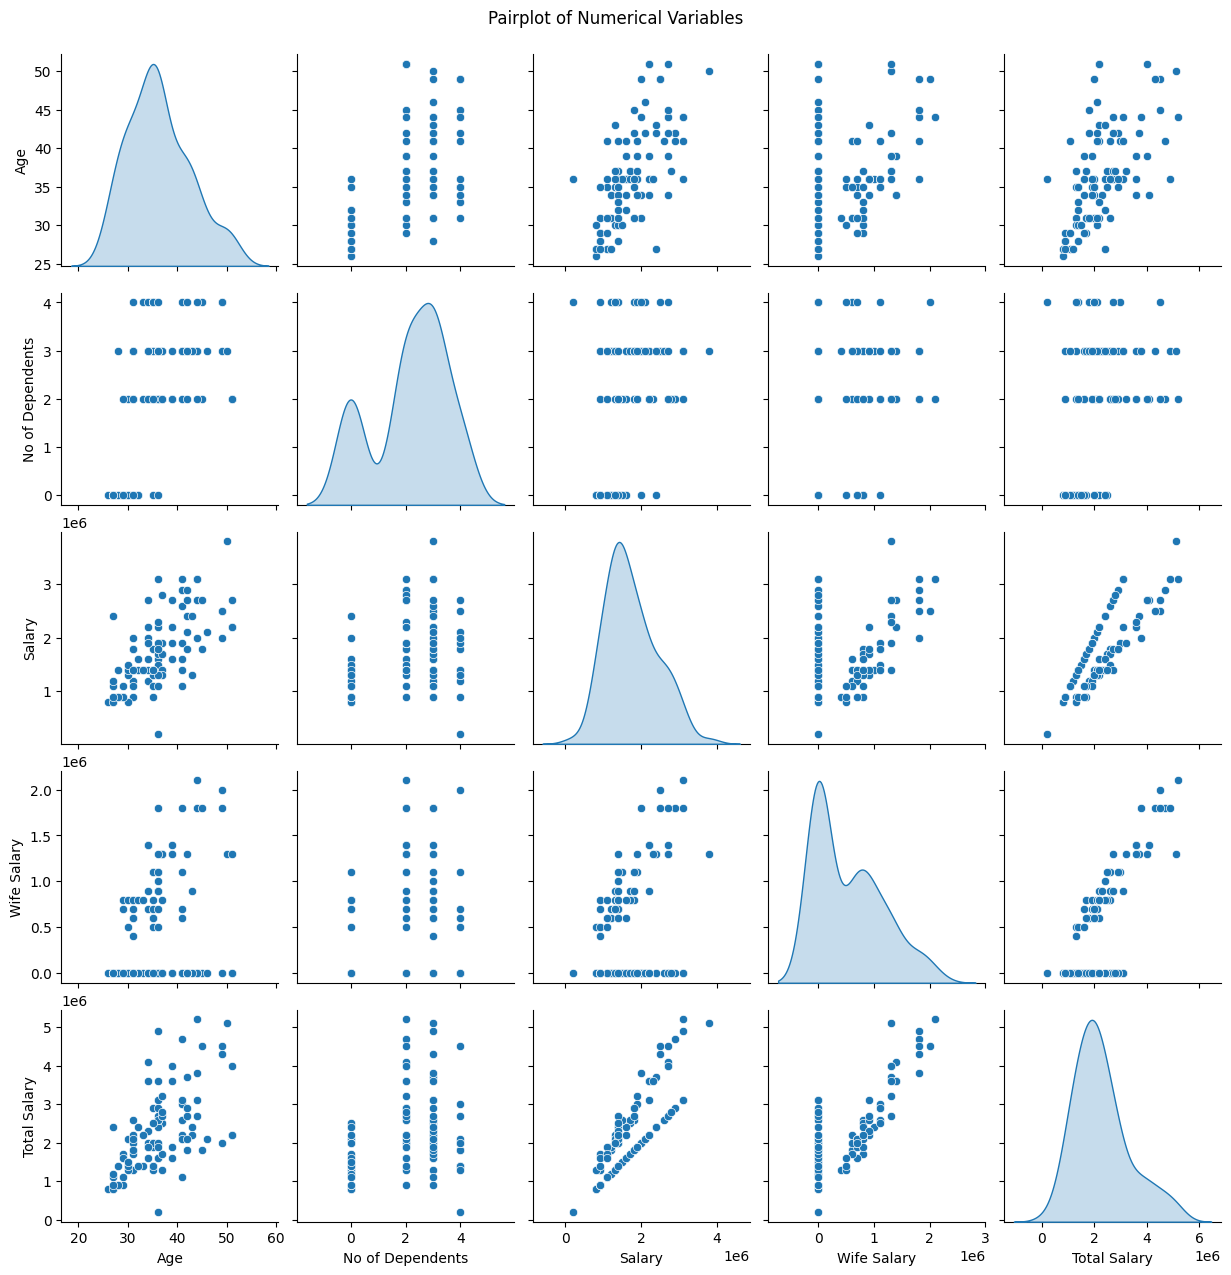 Pairplot of Numerical Variables
50
45
40
35
30
25
Age
4
3
2
1
0
No of Dependents
1e6
3
2
1
Salary
1e6
2.0
1.5
1.0
0.5
0.0
Wife Salary
1e6
5
4
3
2
1
0
Total Salary
20 30 40 50 60
Age
0 2 4
No of Dependents
0 2 4
1e6
Salary
0 1 2 3
1e6
Wife Salary
0 2 4 6
1e6
Total Salary